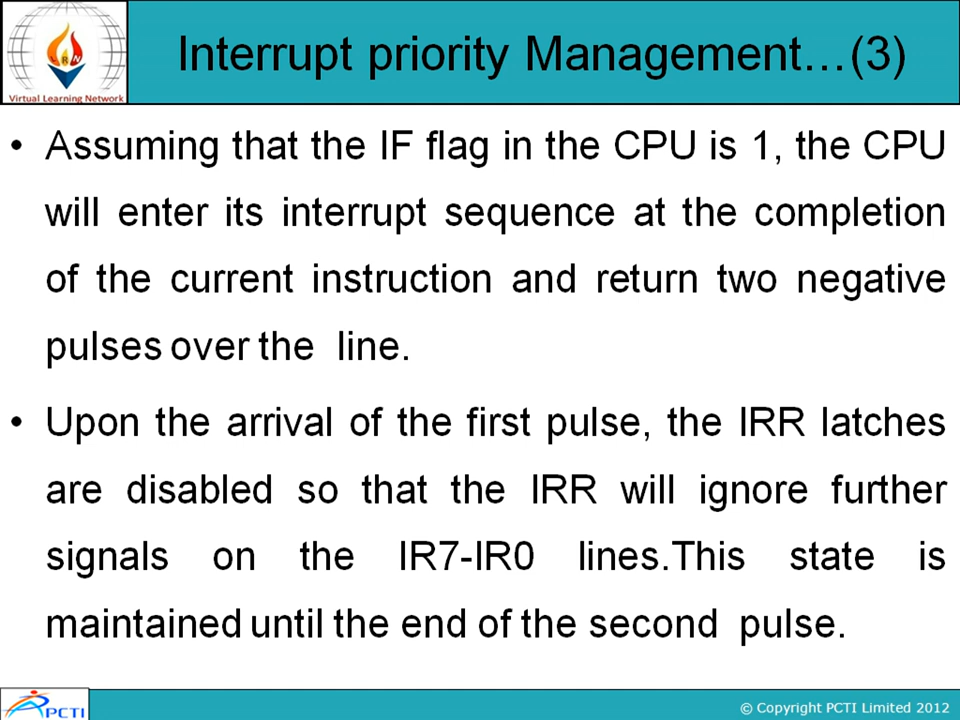 Interrupt priority Management...(3)
RN
Virtual Learning Network
• Assuming that the IF flag in the CPU is 1, the CPU
will enter its interrupt sequence at the completion
of the current instruction and return two negative
pulses over the line.
• Upon the arrival of the first pulse, the IRR latches
are disabled so that the IRR will ignore further
signals on the IR7-IR0 lines.This state is
maintained until the end of the second pulse.
PCTI
© Copyright PCTI Limited 2012